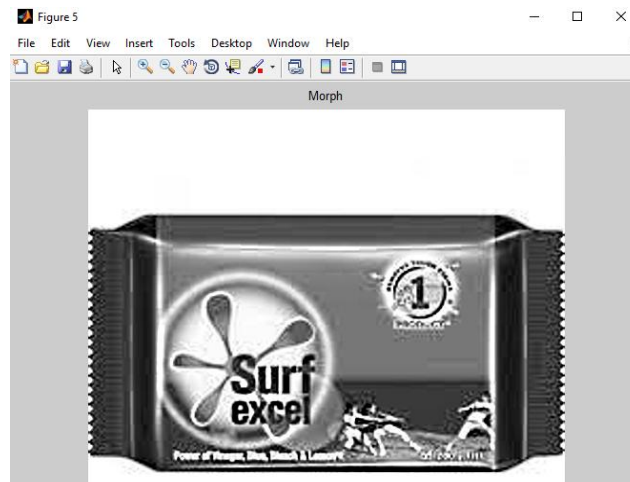 Figure 5
File Edit View Insert Tools Desktop Window Help
Morph
1
Surf
excel
Power of Vinegar, Blue, Bleach & Lemon